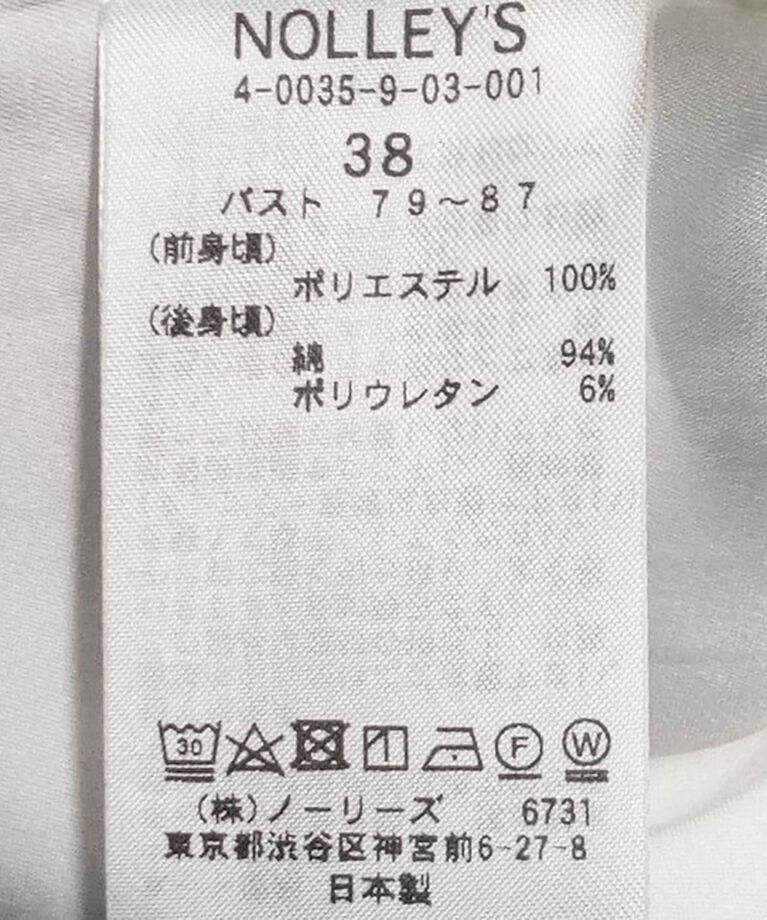 NOLLEY'S
4-0035-9-03-001
38
バスト 79～87
(前身頃)
ポリエステル 100%
(後身頃)
綿 94%
ポリウレタン 6%
30 F W
(株)ノーリーズ 6731
東京都渋谷区神宮前6-27-8
日本製